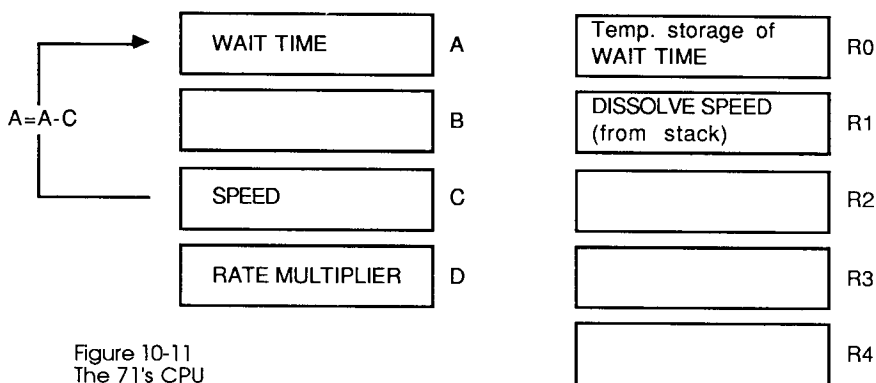 WAIT TIME
A
Temp. storage of
WAIT TIME
R0
A=A-C
B
DISSOLVE SPEED
(from stack)
R1
SPEED
C
R2
RATE MULTIPLIER
D
R3
R4
Figure 10-11
The 71's CPU